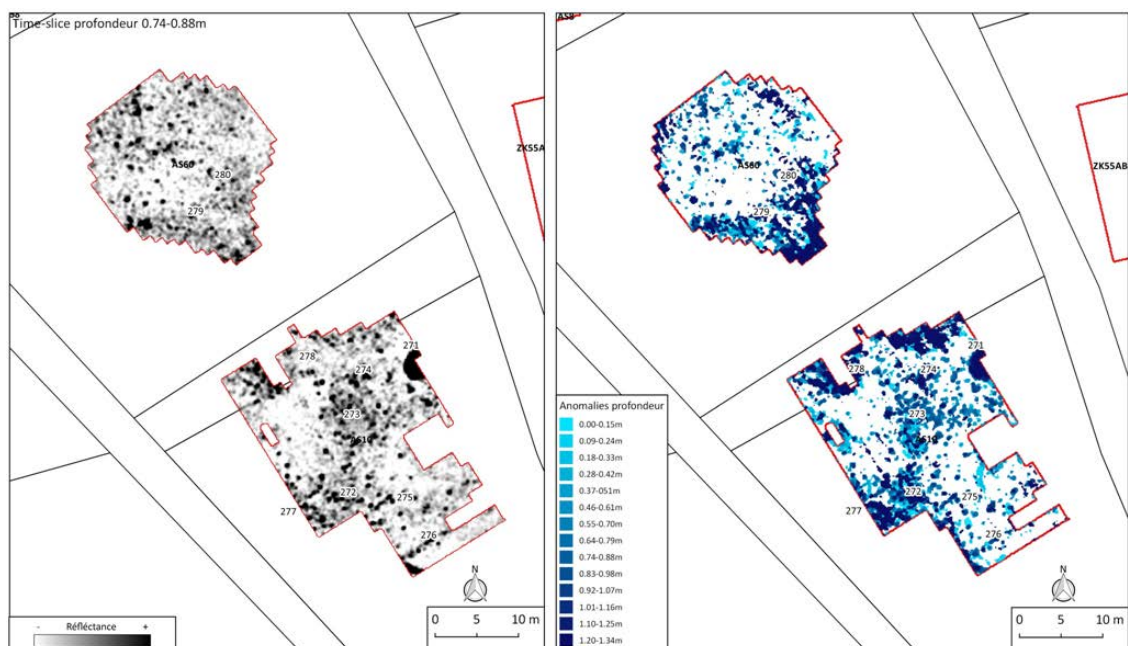 Time-slice profondeur 0.74-0.88m
AS60
280
279
ZK55A
271
278
274
273
AS10
272
275
277
276
N
0 5 10 m
- Réfléctance +
AS8
AS60
280
279
ZK55AB
271
278
274
273
AS10
272
275
277
276
Anomalies profondeur
0.00-0.15m
0.09-0.24m
0.18-0.33m
0.28-0.42m
0.37-051m
0.46-0.61m
0.55-0.70m
0.64-0.79m
0.74-0.88m
0.83-0.98m
0.92-1.07m
1.01-1.16m
1.10-1.25m
1.20-1.34m
N
0 5 10 m